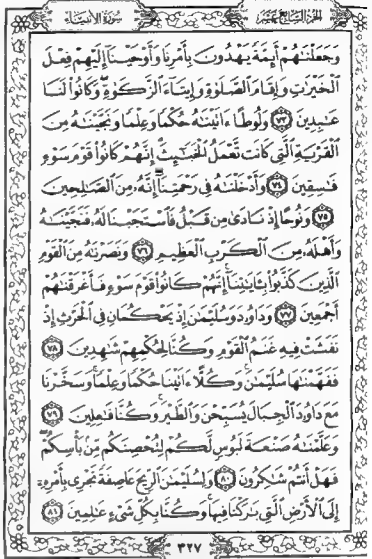 الجزء السابع عشر
سورة الأنبياء
وَجَعَلْنَٰهُمْ أَئِمَّةً يَهْدُونَ بِأَمْرِنَا وَأَوْحَيْنَآ إِلَيْهِمْ فِعْلَ
ٱلْخَيْرَٰتِ وَإِقَامَ ٱلصَّلَوٰةِ وَإِيتَآءَ ٱلزَّكَوٰةِ وَكَانُوا۟ لَنَا
عَٰبِدِينَ ٧٣ وَلُوطًا ءَاتَيْنَٰهُ حُكْمًا وَعِلْمًا وَنَجَّيْنَٰهُ مِنَ
ٱلْقَرْيَةِ ٱلَّتِى كَانَت تَّعْمَلُ ٱلْخَبَٰٓئِثَ إِنَّهُمْ كَانُوا۟ قَوْمَ سَوْءٍ
فَٰسِقِينَ ٧٤ وَأَدْخَلْنَٰهُ فِى رَحْمَتِنَآ إِنَّهُۥ مِنَ ٱلصَّٰلِحِينَ
٧٥ وَنُوحًا إِذْ نَادَىٰ مِن قَبْلُ فَٱسْتَجَبْنَا لَهُۥ فَنَجَّيْنَٰهُ
وَأَهْلَهُۥ مِنَ ٱلْكَرْبِ ٱلْعَظِيمِ ٧٦ وَنَصَرْنَٰهُ مِنَ ٱلْقَوْمِ
ٱلَّذِينَ كَذَّبُوا۟ بِـَٔايَٰتِنَآ إِنَّهُمْ كَانُوا۟ قَوْمَ سَوْءٍ فَأَغْرَقْنَٰهُمْ
أَجْمَعِينَ ٧٧ وَدَاوُۥدَ وَسُلَيْمَٰنَ إِذْ يَحْكُمَانِ فِى ٱلْحَرْثِ إِذْ
نَفَشَتْ فِيهِ غَنَمُ ٱلْقَوْمِ وَكُنَّا لِحُكْمِهِمْ شَٰهِدِينَ ٧٨
فَفَهَّمْنَٰهَا سُلَيْمَٰنَ وَكُلًّا ءَاتَيْنَا حُكْمًا وَعِلْمًا وَسَخَّرْنَا
مَعَ دَاوُۥدَ ٱلْجِبَالَ يُسَبِّحْنَ وَٱلطَّيْرَ وَكُنَّا فَٰعِلِينَ ٧٩
وَعَلَّمْنَٰهُ صَنْعَةَ لَبُوسٍ لَّكُمْ لِتُحْصِنَكُم مِّنۢ بَأْسِكُمْ
فَهَلْ أَنتُمْ شَٰكِرُونَ ٨٠ وَلِسُلَيْمَٰنَ ٱلرِّيحَ عَاصِفَةً تَجْرِى بِأَمْرِهِۦٓ
إِلَى ٱلْأَرْضِ ٱلَّتِى بَٰرَكْنَا فِيهَا وَكُنَّا بِكُلِّ شَىْءٍ عَٰلِمِينَ ٨١
٣٢٧